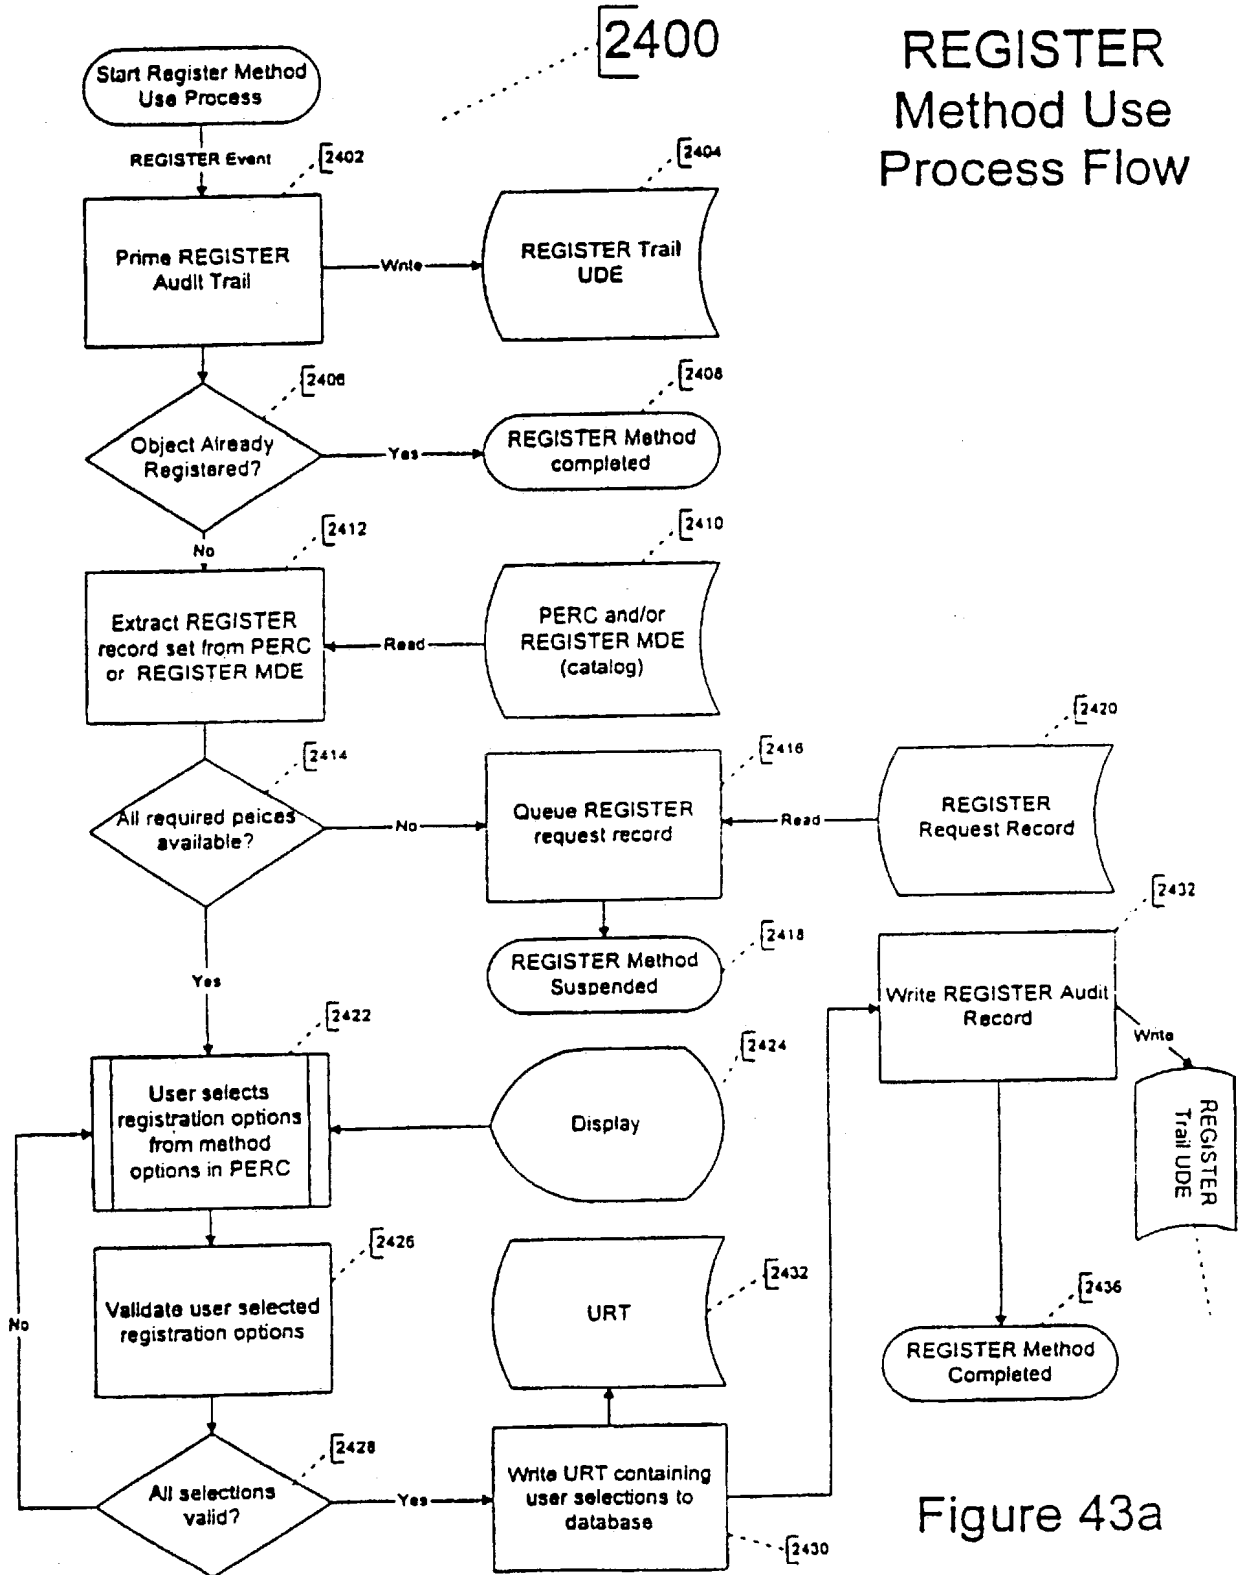 2400
REGISTER
Method Use
Process Flow
Start Register Method
Use Process
REGISTER Event
2402
Prime REGISTER
Audit Trail
Write
2404
REGISTER Trail
UDE
2406
Object Already
Registered?
Yes
2408
REGISTER Method
completed
No
2412
Extract REGISTER
record set from PERC
or REGISTER MDE
Read
2410
PERC and/or
REGISTER MDE
(catalog)
2414
All required peices
available?
No
2416
Queue REGISTER
request record
Read
2420
REGISTER
Request Record
2418
REGISTER Method
Suspended
2432
Write REGISTER Audit
Record
Write
REGISTER
Trail UDE
Yes
2422
User selects
registration options
from method
options in PERC
2424
Display
2426
Validate user selected
registration options
No
2432
URT
2436
REGISTER Method
Completed
2428
All selections
valid?
Yes
Write URT containing
user selections to
database
2430
Figure 43a